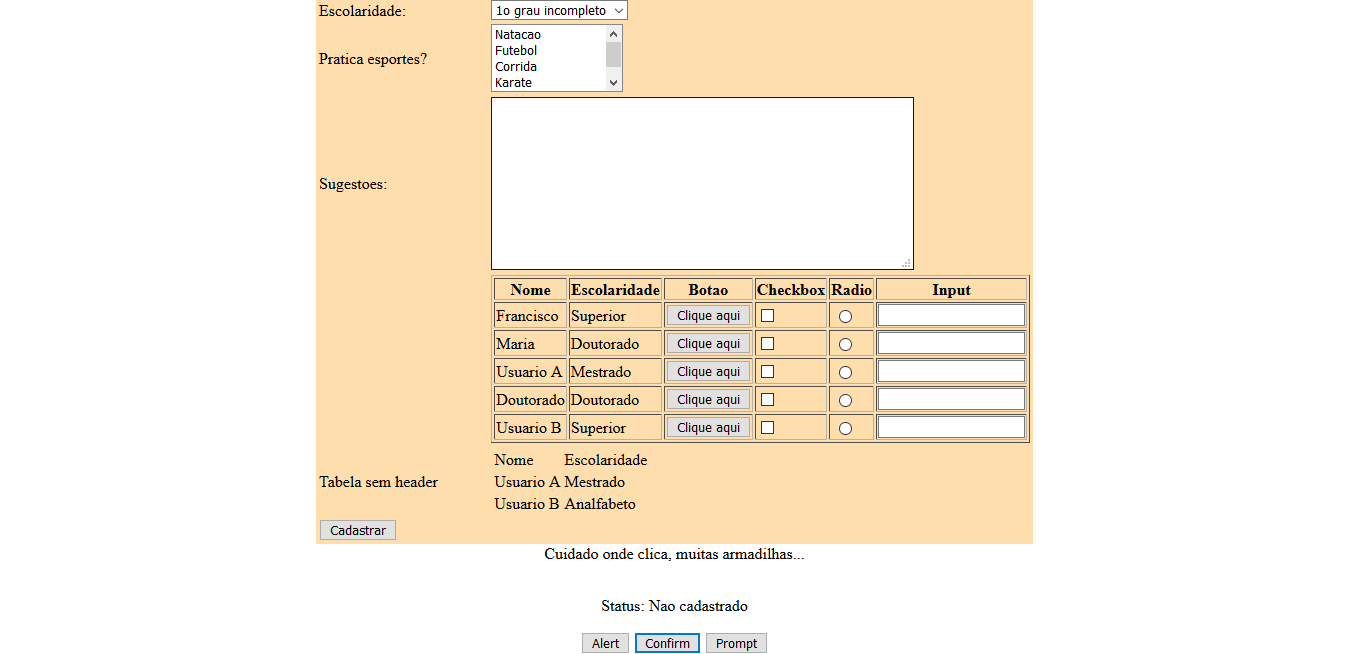 Escolaridade: 1o grau incompleto
Pratica esportes?
Natacao
Futebol
Corrida
Karate
Sugestoes:
Nome Escolaridade Botao Checkbox Radio Input
Francisco Superior Clique aqui
Maria Doutorado Clique aqui
Usuario A Mestrado Clique aqui
Doutorado Doutorado Clique aqui
Usuario B Superior Clique aqui
Tabela sem header
Nome Escolaridade
Usuario A Mestrado
Usuario B Analfabeto
Cadastrar
Cuidado onde clica, muitas armadilhas...
Status: Nao cadastrado
Alert Confirm Prompt